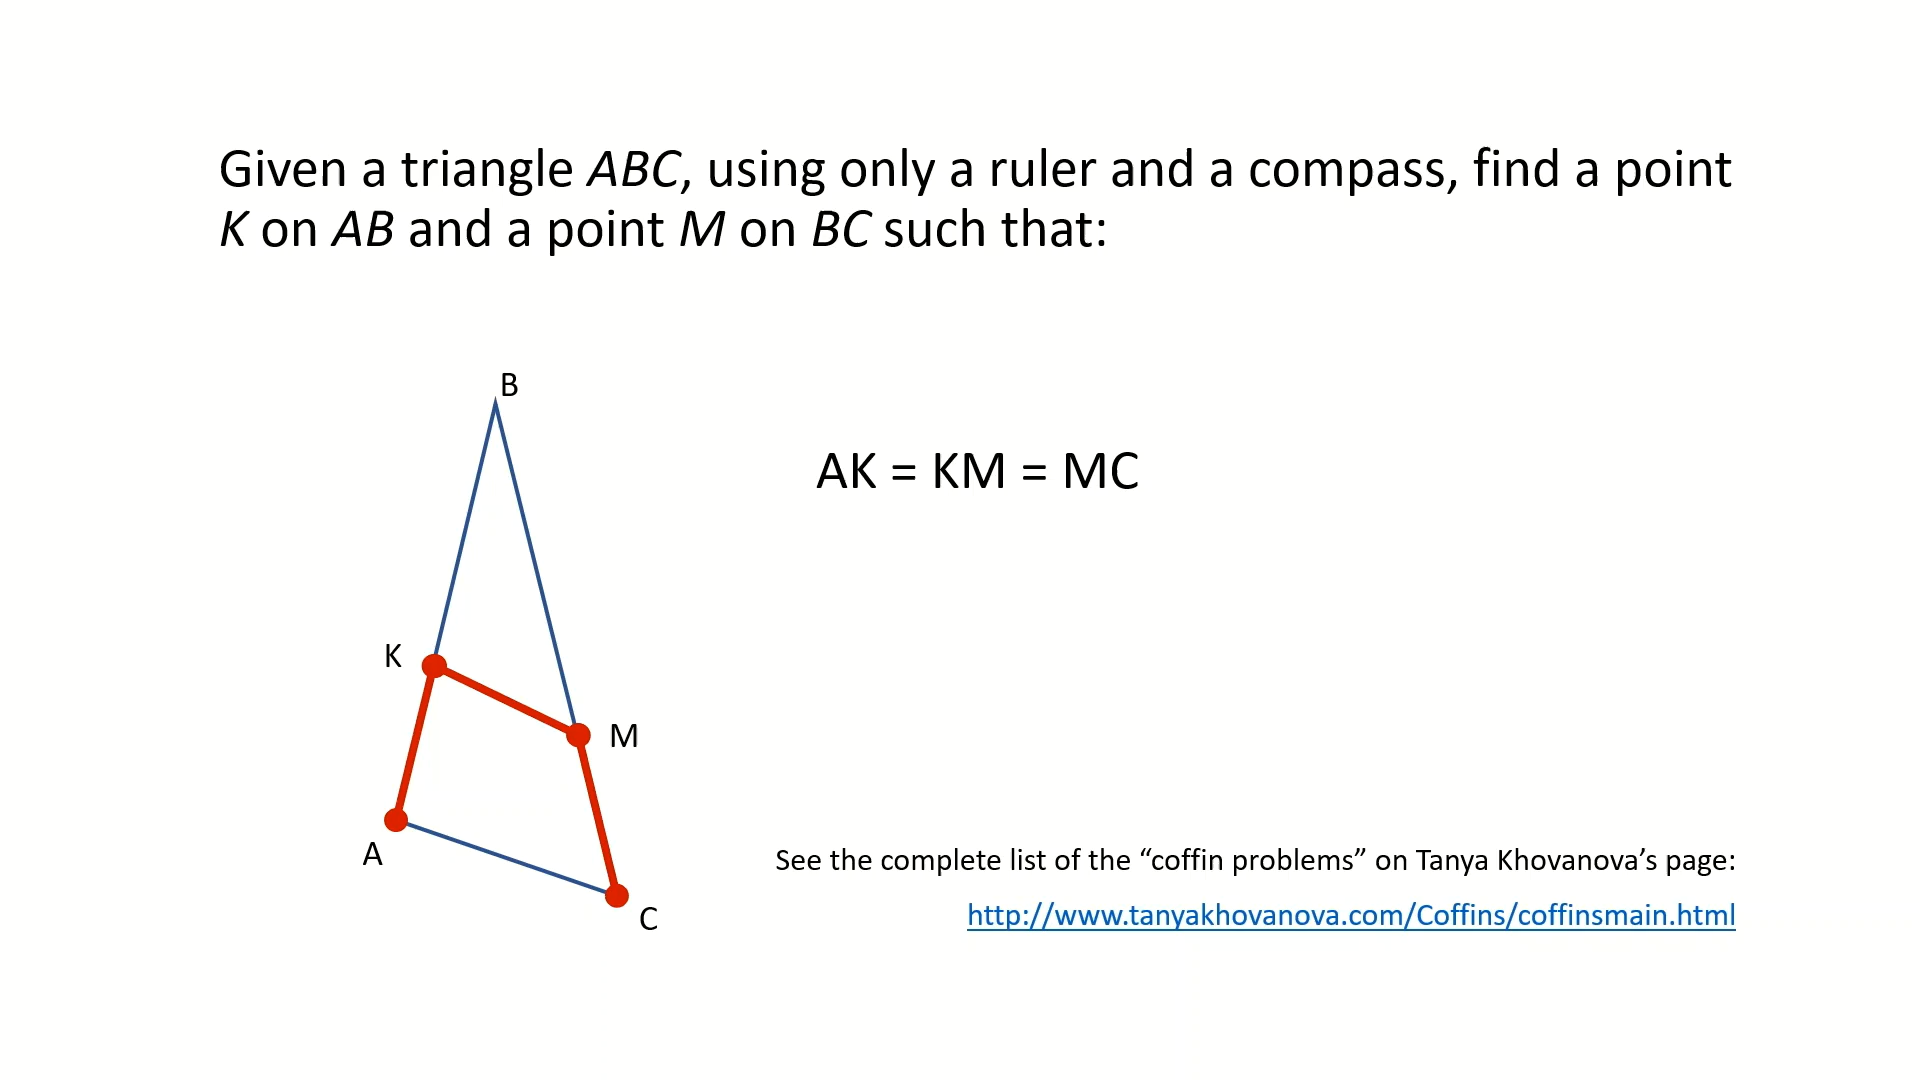 Given a triangle ABC, using only a ruler and a compass, find a point
K on AB and a point M on BC such that:
B
AK = KM = MC
K
M
A
See the complete list of the “coffin problems” on Tanya Khovanova’s page:
http://www.tanyakhovanova.com/Coffins/coffinsmain.html
C